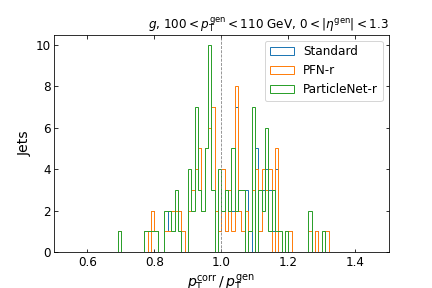 g, 100 < p_T^gen < 110 GeV, 0 < |η^gen| < 1.3
Standard
PFN-r
ParticleNet-r
Jets
10
8
6
4
2
0
0.6 0.8 1.0 1.2 1.4
p_T^corr / p_T^gen